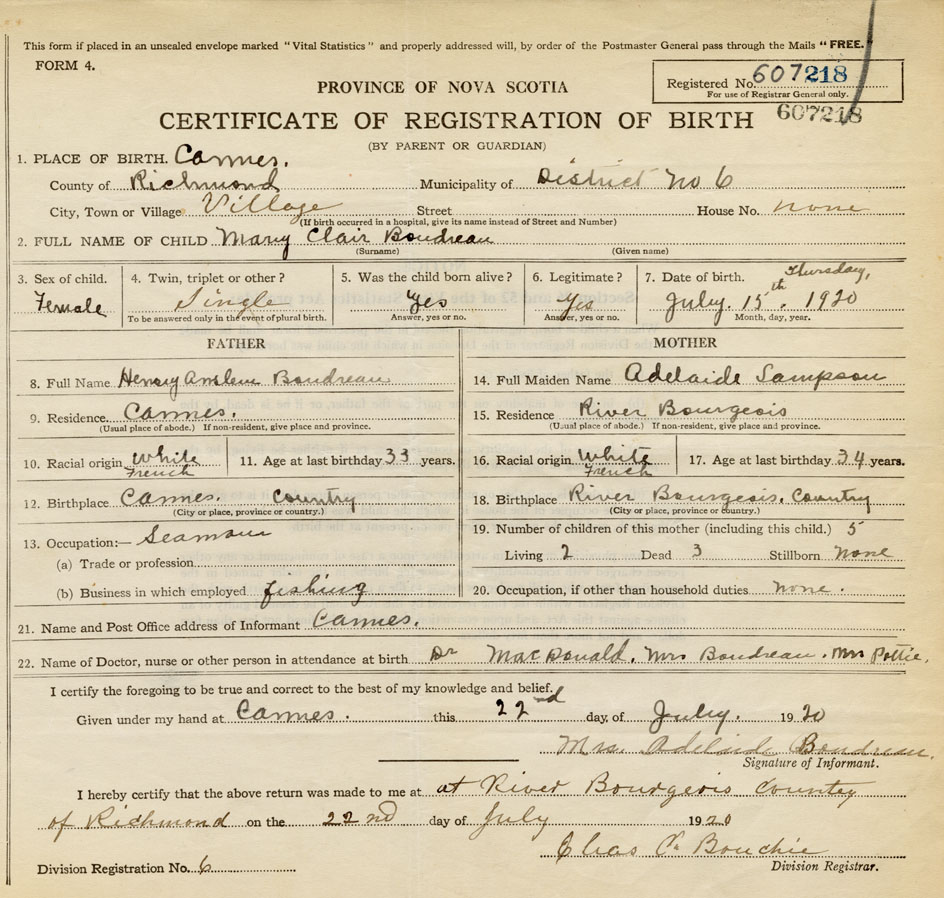 This form if placed in an unsealed envelope marked "Vital Statistics" and properly addressed will, by order of the Postmaster General pass through the Mails "FREE."
FORM 4.
Registered No. 607218
For use of Registrar General only.
607218
PROVINCE OF NOVA SCOTIA
CERTIFICATE OF REGISTRATION OF BIRTH
(BY PARENT OR GUARDIAN)
1. PLACE OF BIRTH. Cannes.
County of Richmond Municipality of District No 6
City, Town or Village Village Street House No. none
(If birth occurred in a hospital, give its name instead of Street and Number)
2. FULL NAME OF CHILD Mary Clair Boudreau
(Surname) (Given name)
3. Sex of child. 4. Twin, triplet or other? 5. Was the child born alive? 6. Legitimate? 7. Date of birth. Thursday,
Female Single Yes Yes July. 15th. 1920
To be answered only in the event of plural birth. Answer, yes or no. Answer, yes or no. Month, day, year.
FATHER MOTHER
8. Full Name Henry Boudreau 14. Full Maiden Name Adelaide Sampson
9. Residence. Cannes. 15. Residence River Bourgeois
(Usual place of abode.) If non-resident, give place and province. (Usual place of abode.) If non-resident, give place and province.
10. Racial origin White French 11. Age at last birthday 33 years. 16. Racial origin White French 17. Age at last birthday 34 years.
12. Birthplace Cannes. Country 18. Birthplace River Bourgeois. Country
(City or place, province or country.) (City or place, province or country.)
13. Occupation:— Seaman 19. Number of children of this mother (including this child.) 5
(a) Trade or profession Living 2 Dead 3 Stillborn none
(b) Business in which employed fishing 20. Occupation, if other than household duties none.
21. Name and Post Office address of Informant Cannes.
22. Name of Doctor, nurse or other person in attendance at birth Dr MacDonald. Mrs Boudreau. Mrs Pottie.
I certify the foregoing to be true and correct to the best of my knowledge and belief.
Given under my hand at Cannes. this 22nd day of July. 1920
Mrs. Adelaide Boudreau.
Signature of Informant.
I hereby certify that the above return was made to me at at River Bourgeois Country
of Richmond on the 22nd day of July 1920
Chas Bouchie
Division Registration No. 6 Division Registrar.